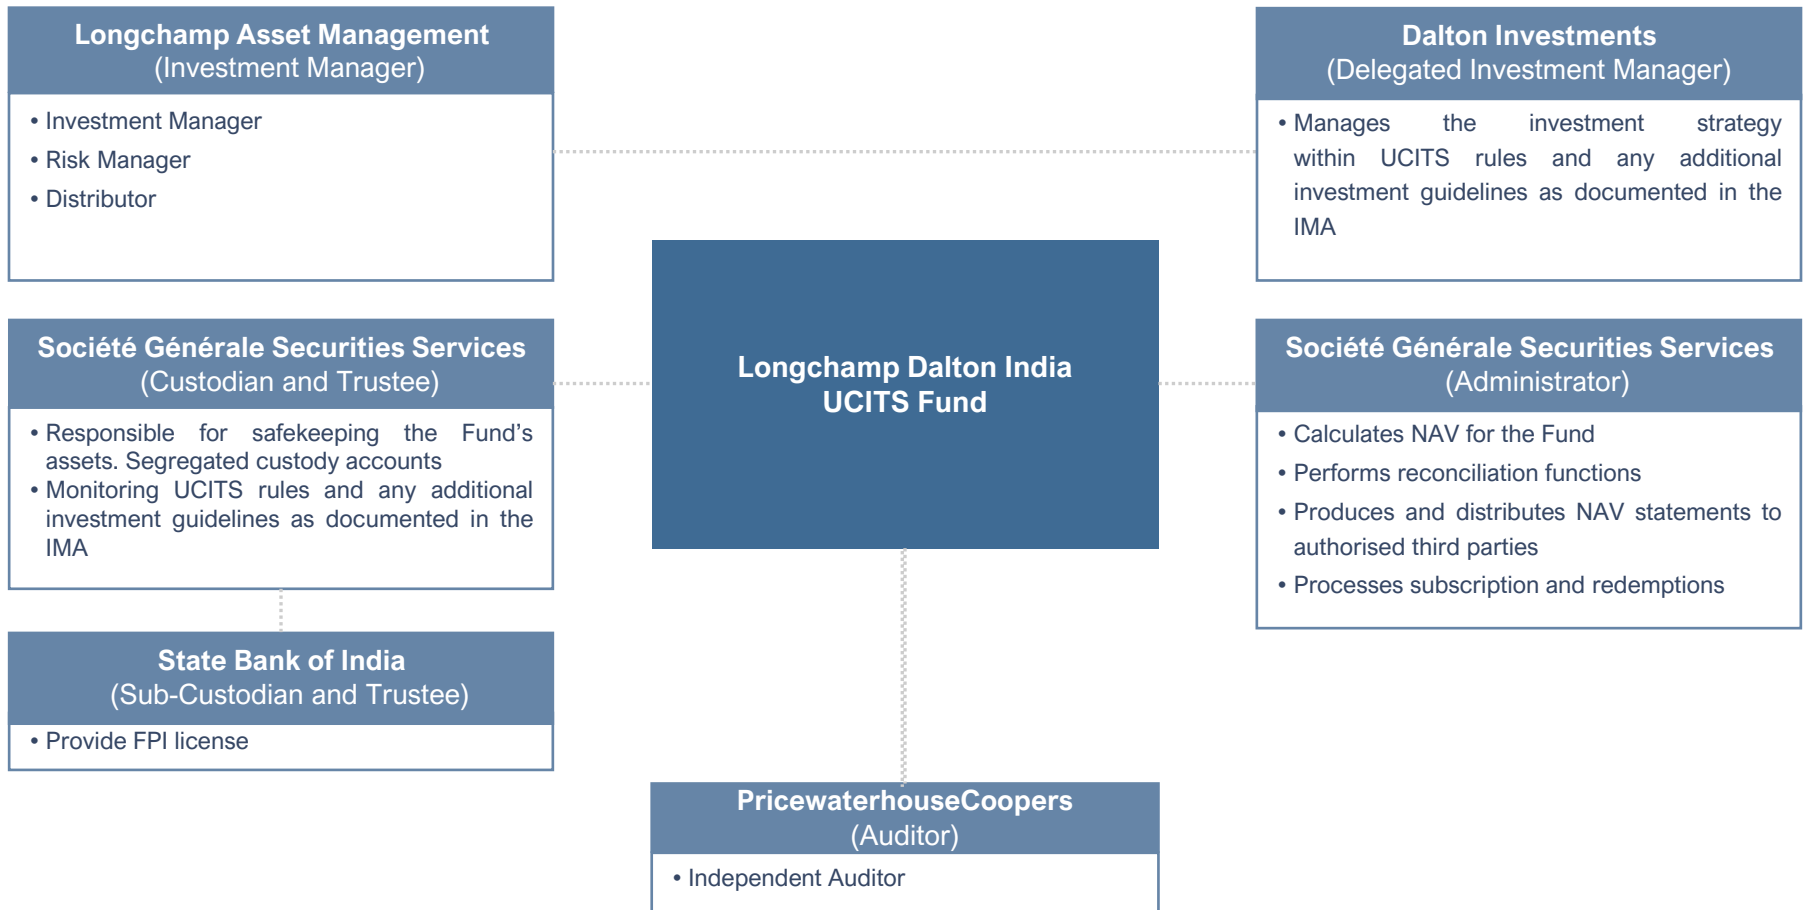 Longchamp Asset Management
(Investment Manager)
• Investment Manager
• Risk Manager
• Distributor
Dalton Investments
(Delegated Investment Manager)
• Manages the investment strategy
within UCITS rules and any additional
investment guidelines as documented in the
IMA
Société Générale Securities Services
(Custodian and Trustee)
• Responsible for safekeeping the Fund’s
assets. Segregated custody accounts
• Monitoring UCITS rules and any additional
investment guidelines as documented in the
IMA
Longchamp Dalton India
UCITS Fund
Société Générale Securities Services
(Administrator)
• Calculates NAV for the Fund
• Performs reconciliation functions
• Produces and distributes NAV statements to
authorised third parties
• Processes subscription and redemptions
State Bank of India
(Sub-Custodian and Trustee)
• Provide FPI license
PricewaterhouseCoopers
(Auditor)
• Independent Auditor